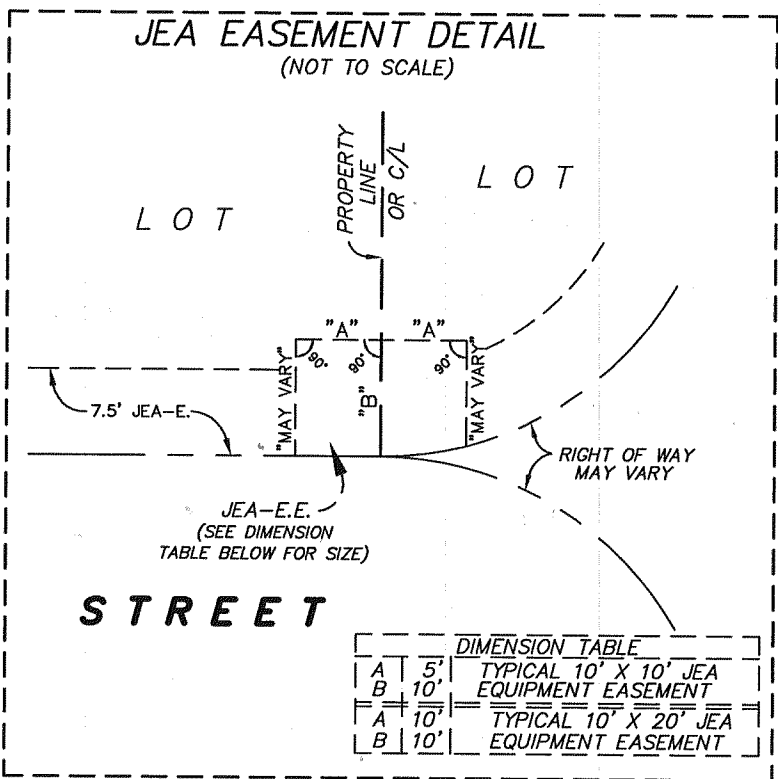 JEA EASEMENT DETAIL
(NOT TO SCALE)
PROPERTY
LINE
OR C/L
L O T
L O T
"A"
"A"
90°
90°
90°
"MAY VARY"
"B"
"MAY VARY"
7.5' JEA-E.
RIGHT OF WAY
MAY VARY
JEA-E.E.
(SEE DIMENSION
TABLE BELOW FOR SIZE)
STREET
DIMENSION TABLE
A 5' TYPICAL 10' X 10' JEA
B 10' EQUIPMENT EASEMENT
A 10' TYPICAL 10' X 20' JEA
B 10' EQUIPMENT EASEMENT